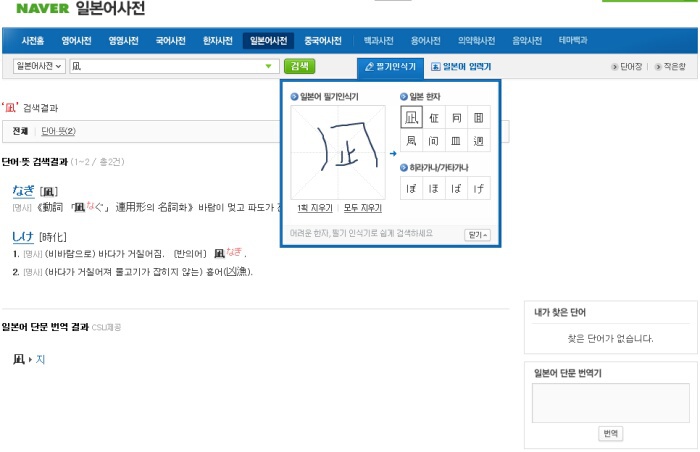 NAVER 일본어사전
사전홈 영어사전 영영사전 국어사전 한자사전 일본어사전 중국어사전 백과사전 용어사전 의약학사전 음악사전 테마백과
일본어사전 凪 검색 필기인식기 일본어 입력기 단어장 작은창
'凪' 검색결과
전체 단어·뜻(2)
단어·뜻 검색결과 (1~2 / 총2건)
なぎ [凪]
[명사] 《動詞 「凪なぐ」 連用形의 名詞化》 바람이 멎고 파도가
しけ [時化]
1. [명사] (비바람으로) 바다가 거칠어짐. (반의어) 凪なぎ.
2. [명사] (바다가 거칠어져 물고기가 잡히지 않는) 흉어(凶漁).
일본어 단문 번역 결과 CSLI제공
凪 지
일본어 필기인식기
1획 지우기 모두 지우기
일본 한자
凪 征 同
凬 间 皿 週
히라가나/가타가나
ぽ ほ ば げ
어려운 한자, 필기 인식기로 쉽게 검색하세요 닫기
내가 찾은 단어
찾은 단어가 없습니다.
일본어 단문 번역기
번역